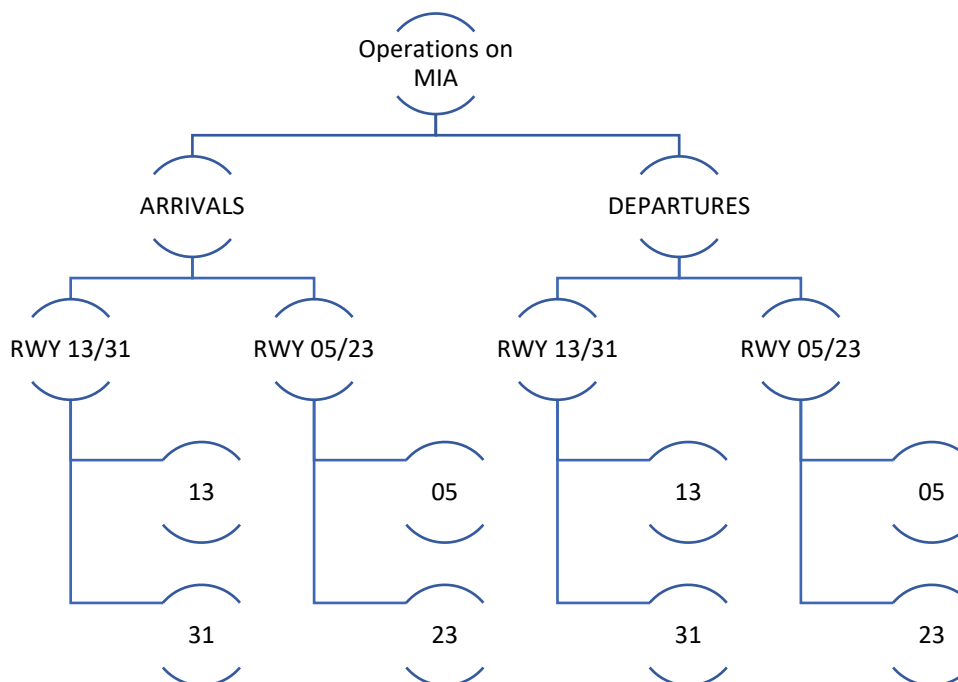 Operations on
MIA
ARRIVALS
DEPARTURES
RWY 13/31
RWY 05/23
RWY 13/31
RWY 05/23
13
05
13
05
31
23
31
23